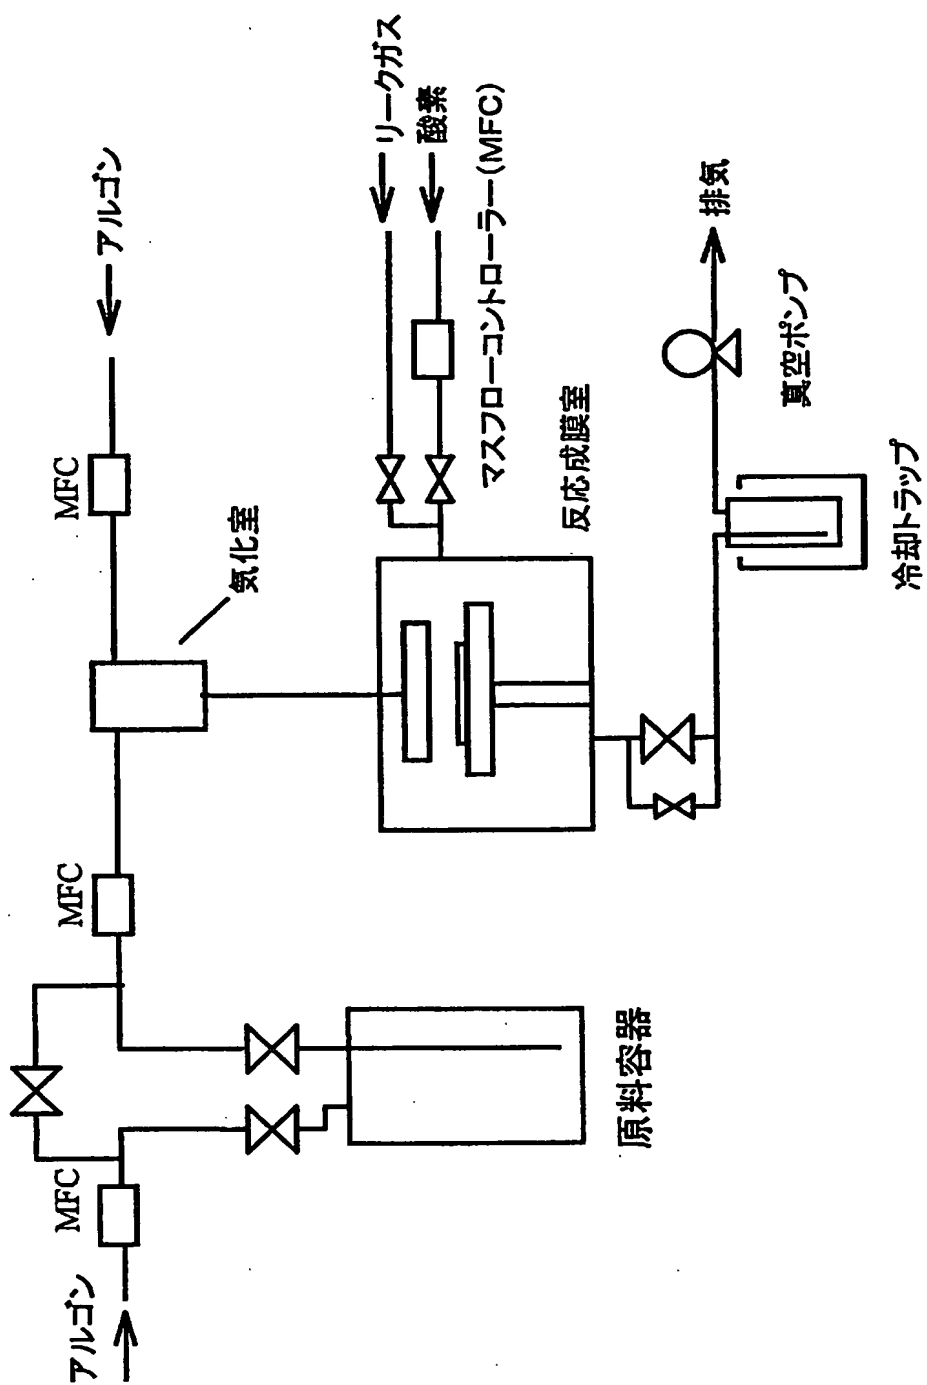 アルゴン
MFC
原料容器
MFC
気化室
MFC
アルゴン
反応成膜室
マスフローコントローラー(MFC)
リークガス
酸素
冷却トラップ
真空ポンプ
排気